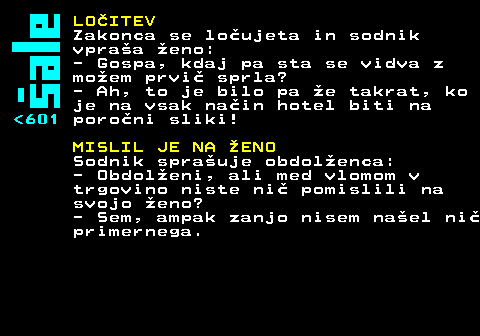 šale
<601
LOČITEV
Zakonca se ločujeta in sodnik
vpraša ženo:
- Gospa, kdaj pa sta se vidva z
možem prvič sprla?
- Ah, to je bilo pa že takrat, ko
je na vsak način hotel biti na
poročni sliki!
MISLIL JE NA ŽENO
Sodnik sprašuje obdolženca:
- Obdolženi, ali med vlomom v
trgovino niste nič pomislili na
svojo ženo?
- Sem, ampak zanjo nisem našel nič
primernega.